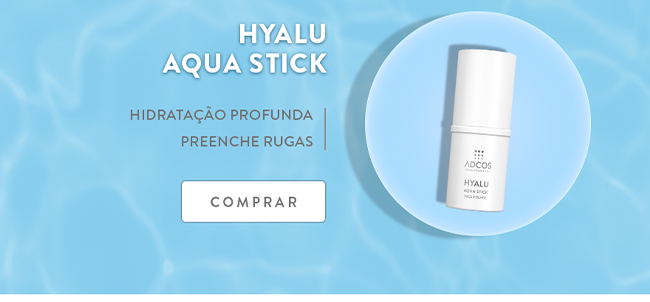 HYALU
AQUA STICK
HIDRATAÇÃO PROFUNDA
PREENCHE RUGAS
COMPRAR
ADCOS
HYALU
AQUA STICK